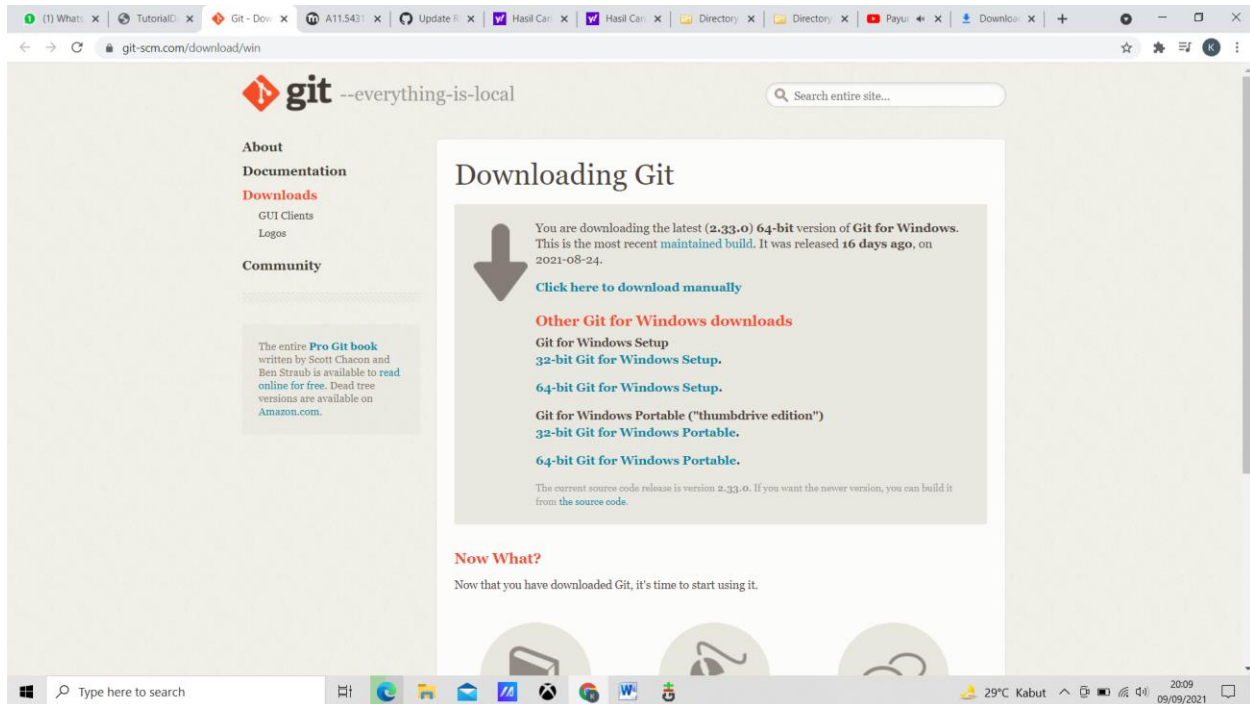 (1) Whats
TutorialD
Git - Dow
A11.5431
Update R
Hasil Cari
Hasil Cari
Directory
Directory
Payur
Downloa
git-scm.com/download/win
K
git --everything-is-local
Search entire site...
About
Documentation
Downloads
GUI Clients
Logos
Community
The entire Pro Git book
written by Scott Chacon and
Ben Straub is available to read
online for free. Dead tree
versions are available on
Amazon.com.
Downloading Git
You are downloading the latest (2.33.0) 64-bit version of Git for Windows.
This is the most recent maintained build. It was released 16 days ago, on
2021-08-24.
Click here to download manually
Other Git for Windows downloads
Git for Windows Setup
32-bit Git for Windows Setup.
64-bit Git for Windows Setup.
Git for Windows Portable ("thumbdrive edition")
32-bit Git for Windows Portable.
64-bit Git for Windows Portable.
The current source code release is version 2.33.0. If you want the newer version, you can build it
from the source code.
Now What?
Now that you have downloaded Git, it's time to start using it.
Type here to search
29°C Kabut
20:09
09/09/2021